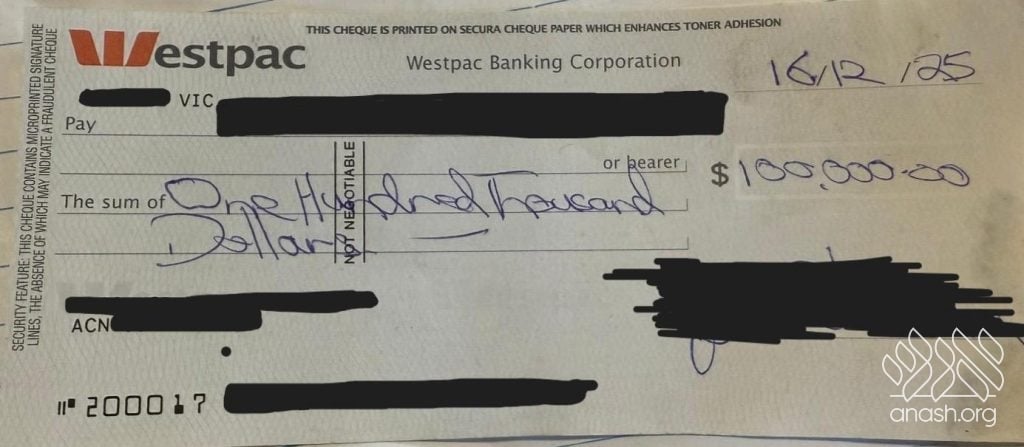 THIS CHEQUE IS PRINTED ON SECURA CHEQUE PAPER WHICH ENHANCES TONER ADHESION
SECURITY FEATURE: THIS CHEQUE CONTAINS MICROPRINTED SIGNATURE
LINES, THE ABSENCE OF WHICH MAY INDICATE A FRAUDULENT CHEQUE
Westpac
Westpac Banking Corporation
16/12/25
VIC
Pay
or bearer
The sum of One Hundred Thousand
$100,000.00
Dollars
NOT NEGOTIABLE
ACN
200017
anash.org